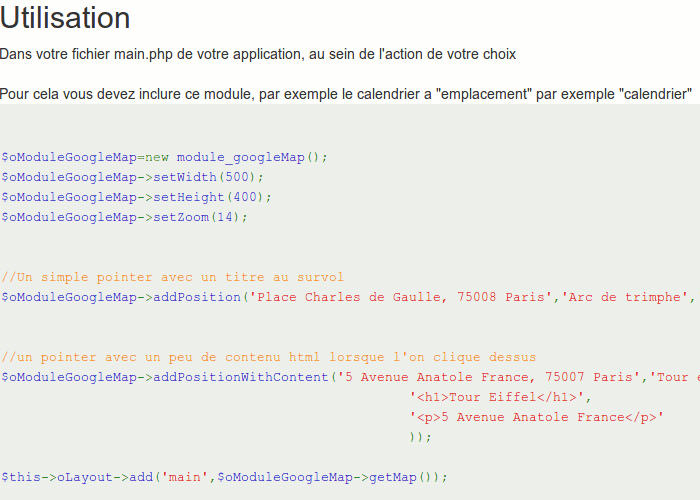 Utilisation
Dans votre fichier main.php de votre application, au sein de l'action de votre choix
Pour cela vous devez inclure ce module, par exemple le calendrier a "emplacement" par exemple "calendrier"
$oModuleGoogleMap=new module_googleMap();
$oModuleGoogleMap->setWidth(500);
$oModuleGoogleMap->setHeight(400);
$oModuleGoogleMap->setZoom(14);
//Un simple pointer avec un titre au survol
$oModuleGoogleMap->addPosition('Place Charles de Gaulle, 75008 Paris','Arc de trimphe',
//un pointer avec un peu de contenu html lorsque l'on clique dessus
$oModuleGoogleMap->addPositionWithContent('5 Avenue Anatole France, 75007 Paris','Tour
'<h1>Tour Eiffel</h1>',
'<p>5 Avenue Anatole France</p>'
));
$this->oLayout->add('main',$oModuleGoogleMap->getMap());